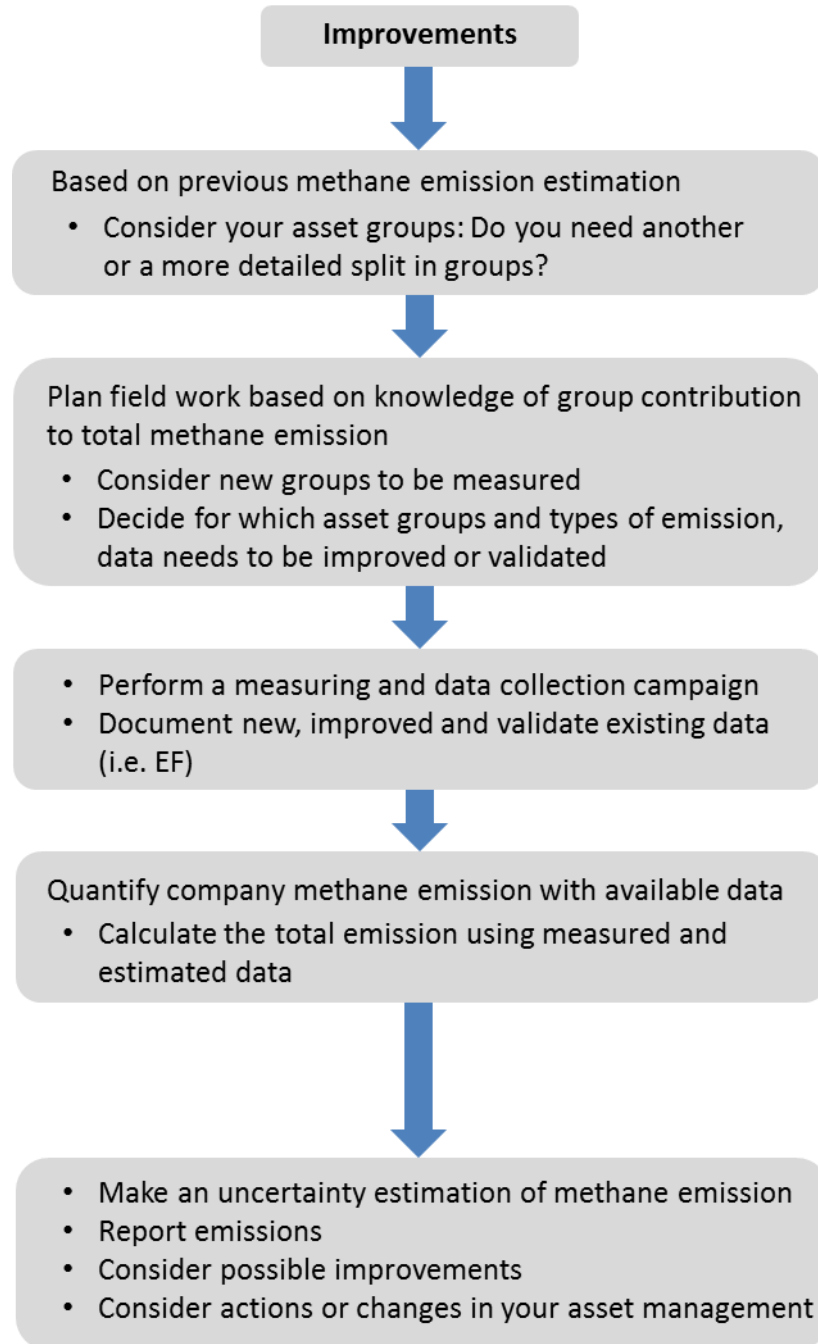 Improvements
Based on previous methane emission estimation
• Consider your asset groups: Do you need another
or a more detailed split in groups?
Plan field work based on knowledge of group contribution
to total methane emission
• Consider new groups to be measured
• Decide for which asset groups and types of emission,
data needs to be improved or validated
• Perform a measuring and data collection campaign
• Document new, improved and validate existing data
(i.e. EF)
Quantify company methane emission with available data
• Calculate the total emission using measured and
estimated data
• Make an uncertainty estimation of methane emission
• Report emissions
• Consider possible improvements
• Consider actions or changes in your asset management